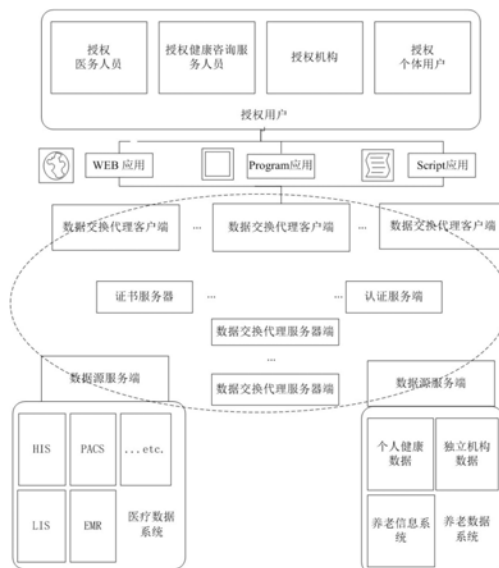 授权
医务人员
授权健康咨询服
务人员
授权机构
授权
个体用户
授权用户
WEB 应用
Program应用
Script应用
数据交换代理客户端
...
数据交换代理客户端
...
数据交换代理客户端
证书服务器
...
...
认证服务端
数据交换代理服务器端
...
数据交换代理服务器端
数据源服务端
数据源服务端
HIS
PACS
...etc.
LIS
EMR
医疗数据
系统
个人健康
数据
独立机构
数据
养老信息系
统
养老数据
系统